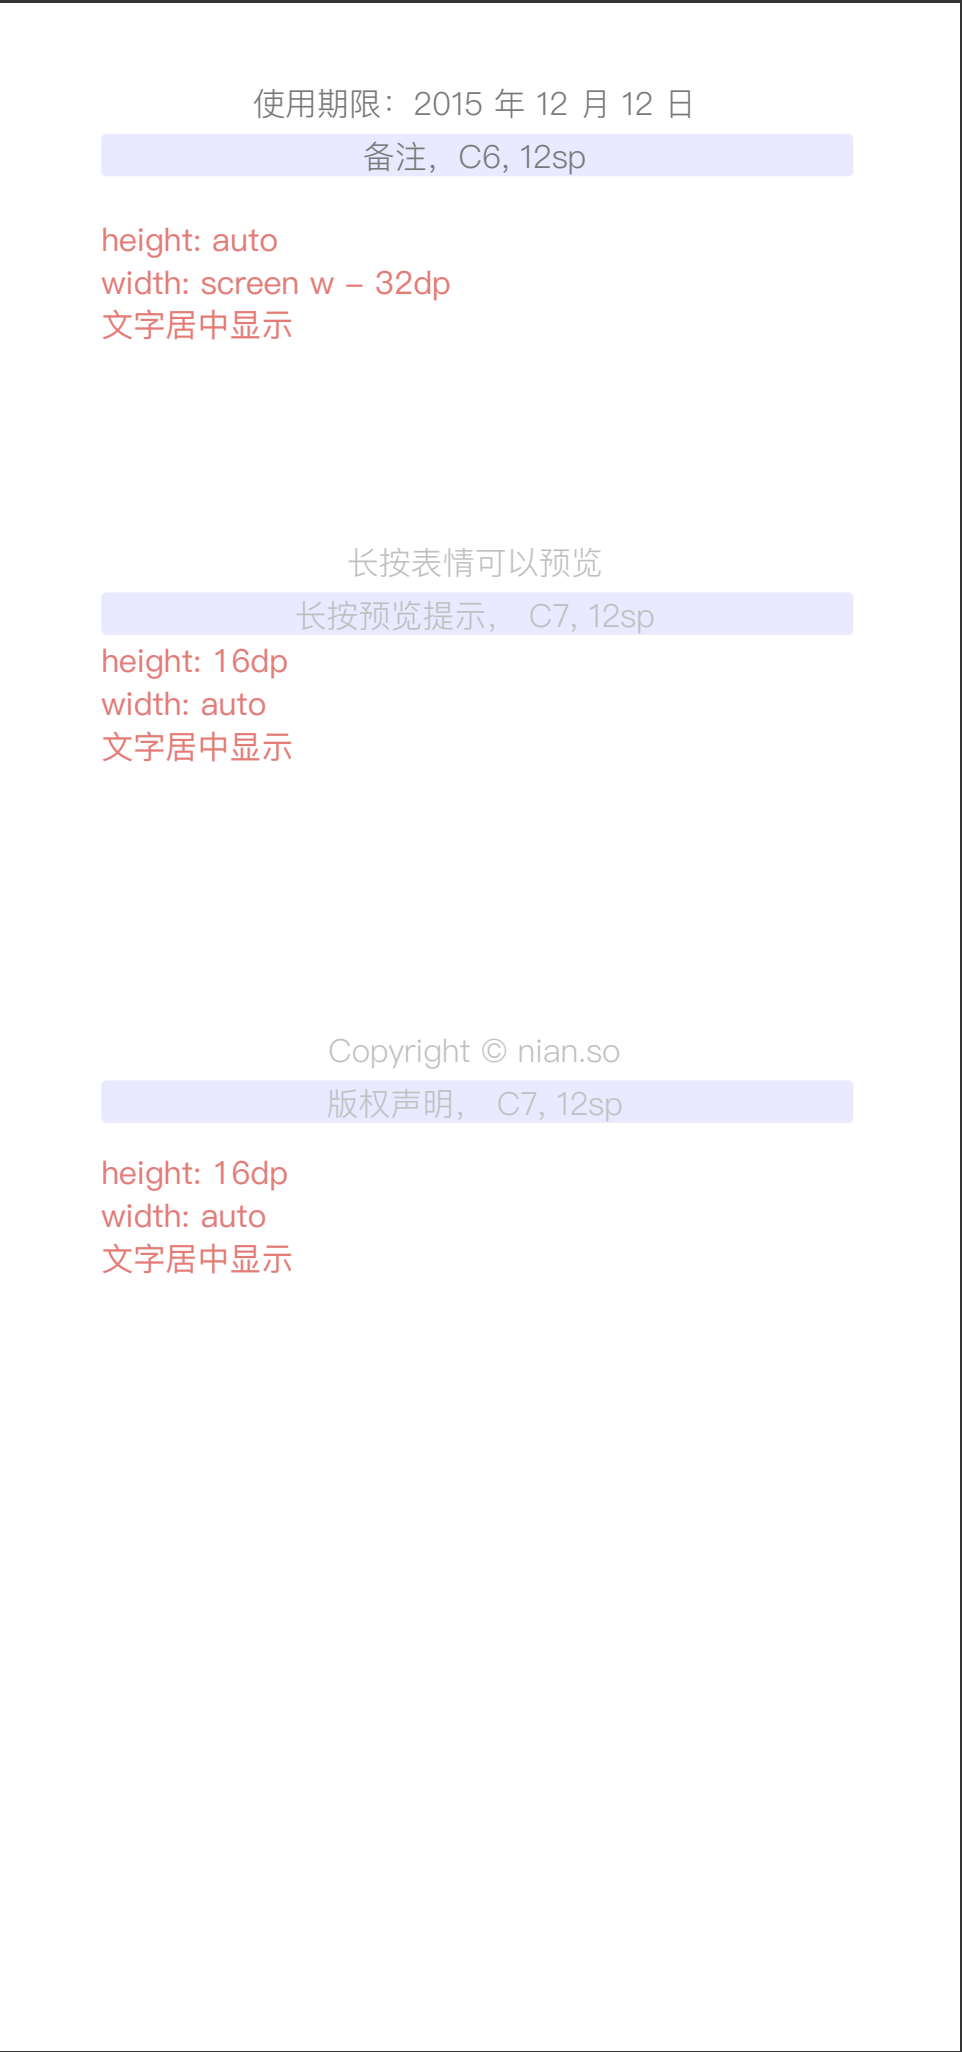 使用期限：2015 年 12 月 12 日
备注，C6, 12sp
height: auto
width: screen w – 32dp
文字居中显示
长按表情可以预览
长按预览提示， C7, 12sp
height: 16dp
width: auto
文字居中显示
Copyright © nian.so
版权声明， C7, 12sp
height: 16dp
width: auto
文字居中显示